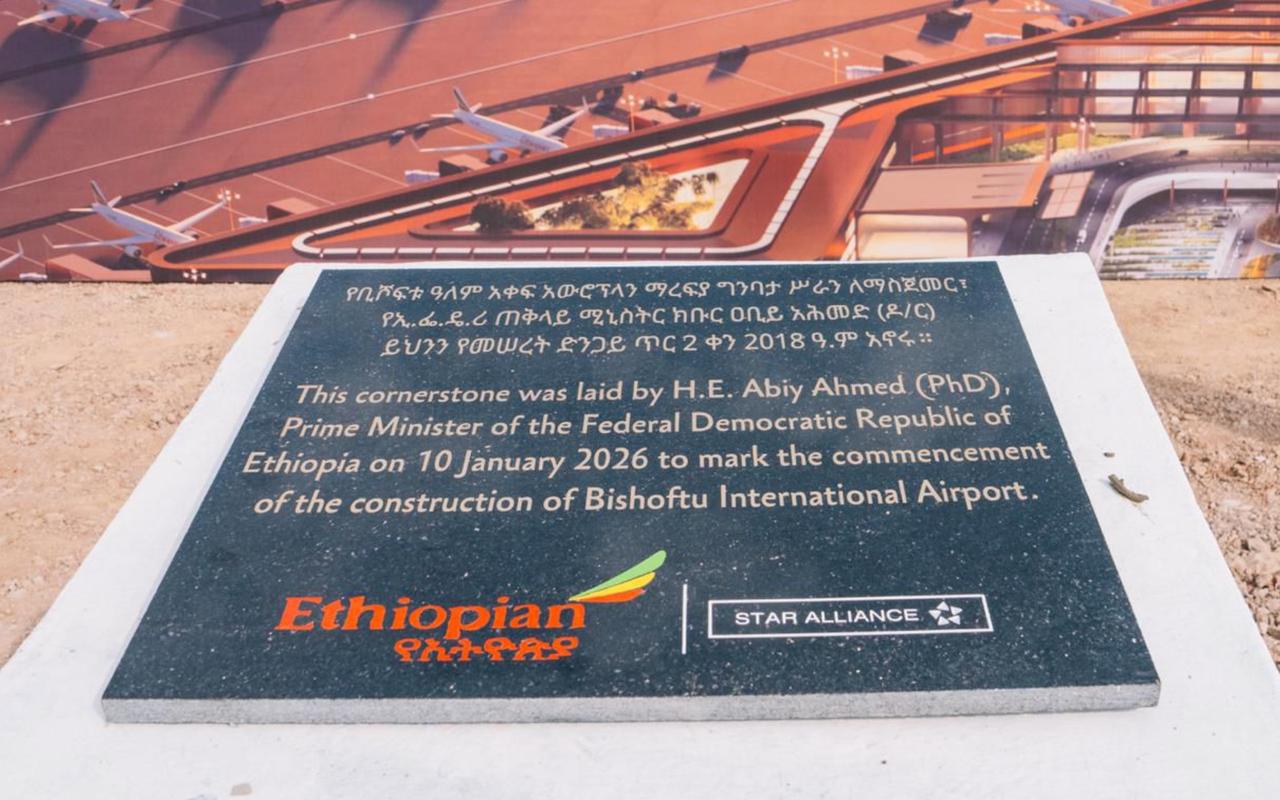 የቢሾፍቱ ዓለም አቀፍ አውሮፕላን ማረፍያ ግንባታ ሥራን ለማስጀመር፣
የኢ.ፌ.ዴ.ሪ ጠቅላይ ሚኒስትር ክቡር ዐቢይ አሕመድ (ዶ/ር)
ይህንን የመሠረት ድንጋይ ጥር 2 ቀን 2018 ዓ.ም አኖሩ።
This cornerstone was laid by H.E. Abiy Ahmed (PhD),
Prime Minister of the Federal Democratic Republic of
Ethiopia on 10 January 2026 to mark the commencement
of the construction of Bishoftu International Airport.
Ethiopian
የኢትዮጵያ
STAR ALLIANCE